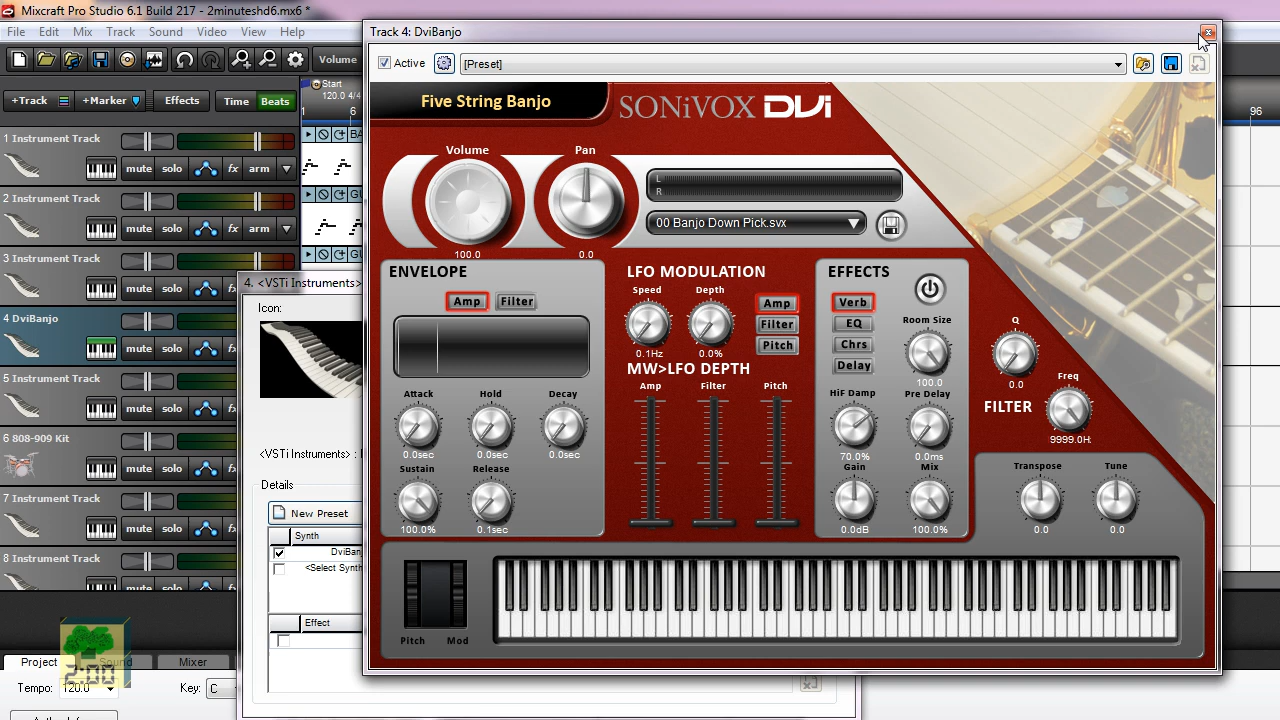 Mixcraft Pro Studio 6.1 Build 217 - 2minuteshd6.mx6 *
File Edit Mix Track Sound Video View Help
Volume
+Track +Marker Effects Time Beats
Start
120.0 4/4
1 6 96
1 Instrument Track
mute solo fx arm
2 Instrument Track
mute solo fx arm
3 Instrument Track
mute solo
4 DviBanjo
mute solo
5 Instrument Track
mute solo
6 808-909 Kit
mute solo
7 Instrument Track
mute solo
8 Instrument Track
Project Sound Mixer
2:00
Tempo: 120.0 Key: C
4. <VSTi Instruments>
Icon:
<VSTi Instruments> :
Details
New Preset
Synth
<Select Synth
Effect
Track 4: DviBanjo
Active [Preset]
Five String Banjo
SONiVOX DVi
Volume Pan
100.0 0.0
L
R
00 Banjo Down Pick.svx
ENVELOPE
Amp Filter
Attack Hold Decay
0.0sec 0.0sec 0.0sec
Sustain Release
100.0% 0.1sec
LFO MODULATION
Speed Depth
Amp
Filter
Pitch
0.1Hz 0.0%
MW>LFO DEPTH
Amp Filter Pitch
EFFECTS
Verb
EQ
Chrs
Delay
Room Size
100.0
HiF Damp Pre Delay
70.0% 0.0ms
Gain Mix
0.0dB 100.0%
Q
0.0
Freq
FILTER
9999.0H
Transpose Tune
0.0 0.0
Pitch Mod